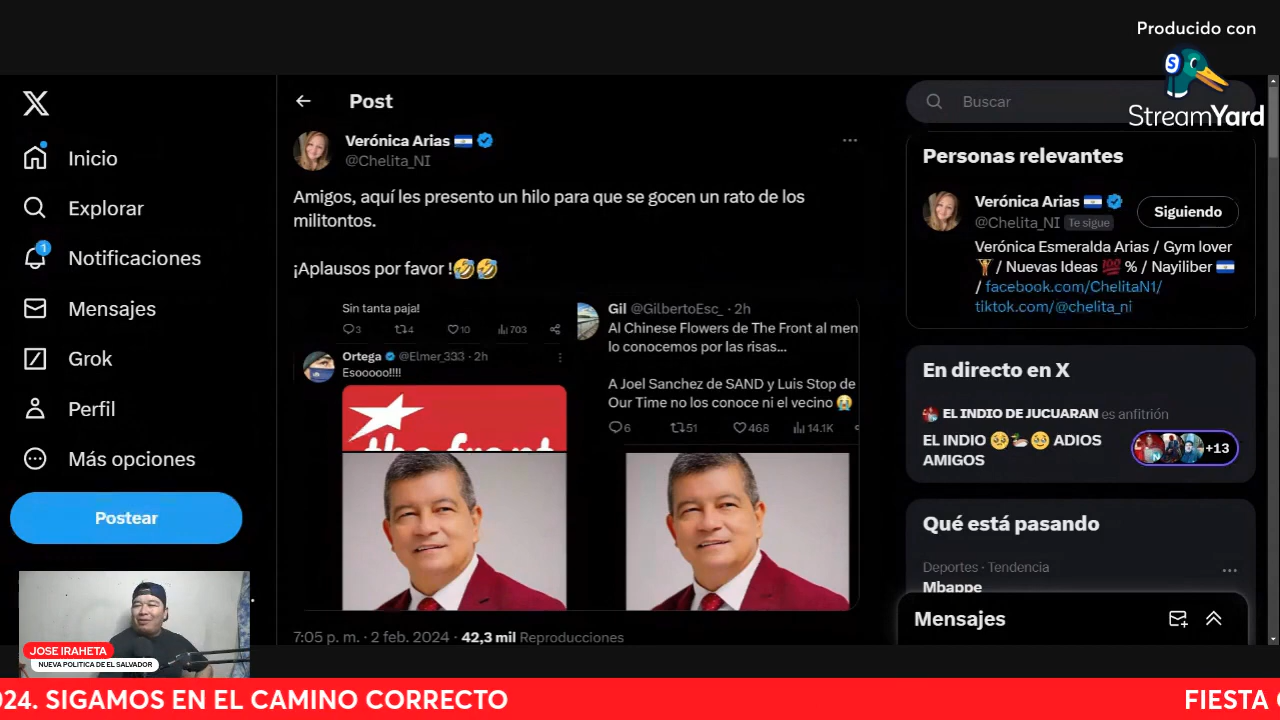 Producido con
StreamYard
X
Inicio
Explorar
1
Notificaciones
Mensajes
Grok
Perfil
Más opciones
Postear
Post
Verónica Arias
@Chelita_NI
Amigos, aquí les presento un hilo para que se gocen un rato de los
militontos.
¡Aplausos por favor !🤣🤣
Sin tanta paja!
3 4 10 703
Ortega @Elmer_333 · 2h
Esooooo!!!!
the front
Gil @GilbertoEsc_ · 2h
Al Chinese Flowers de The Front al men
lo conocemos por las risas...
A Joel Sanchez de SAND y Luis Stop de
Our Time no los conoce ni el vecino 😭
6 51 468 14.1K
7:05 p. m. · 2 feb. 2024 · 42,3 mil Reproducciones
Buscar
Personas relevantes
Verónica Arias
@Chelita_NI Te sigue
Siguiendo
Verónica Esmeralda Arias / Gym lover
🏋 / Nuevas Ideas 💯 % / Nayiliber 🇸🇻
/ facebook.com/ChelitaN1/
tiktok.com/@chelita_ni
En directo en X
EL INDIO DE JUCUARAN es anfitrión
EL INDIO 🥺🦆🥺 ADIOS
AMIGOS
+13
Qué está pasando
Deportes · Tendencia
Mbappe
Mensajes
JOSE IRAHETA
NUEVA POLITICA DE EL SALVADOR
024. SIGAMOS EN EL CAMINO CORRECTO
FIESTA